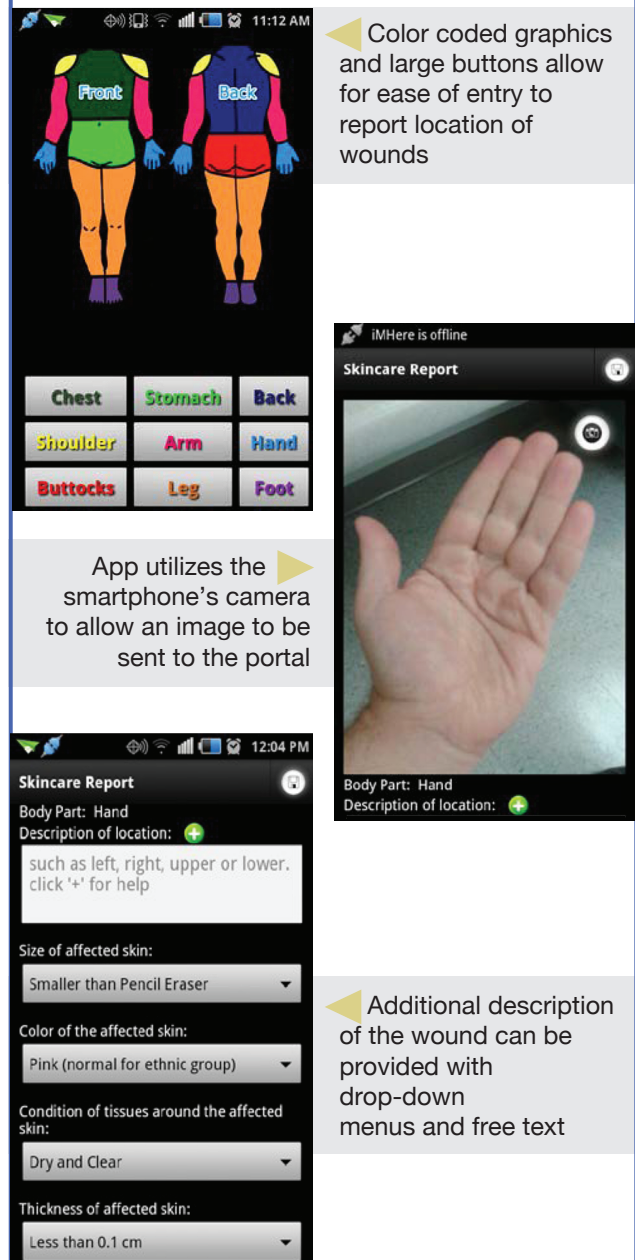 11:12 AM
Front
Back
Chest
Stomach
Back
Shoulder
Arm
Hand
Buttocks
Leg
Foot
Color coded graphics
and large buttons allow
for ease of entry to
report location of
wounds
iMHere is offline
Skincare Report
Body Part: Hand
Description of location:
App utilizes the
smartphone's camera
to allow an image to be
sent to the portal
12:04 PM
Skincare Report
Body Part: Hand
Description of location:
such as left, right, upper or lower.
click '+' for help
Size of affected skin:
Smaller than Pencil Eraser
Color of the affected skin:
Pink (normal for ethnic group)
Condition of tissues around the affected
skin:
Dry and Clear
Thickness of affected skin:
Less than 0.1 cm
Additional description
of the wound can be
provided with
drop-down
menus and free text